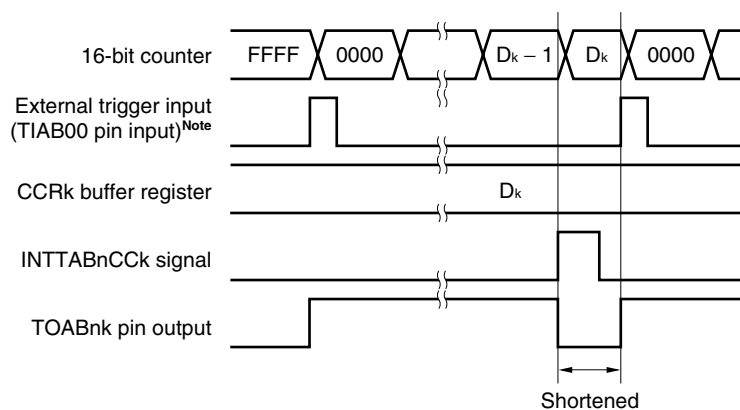 16-bit counter FFFF 0000 Dk – 1 Dk 0000
External trigger input
(TIAB00 pin input)Note
CCRk buffer register Dk
INTTABnCCk signal
TOABnk pin output
Shortened